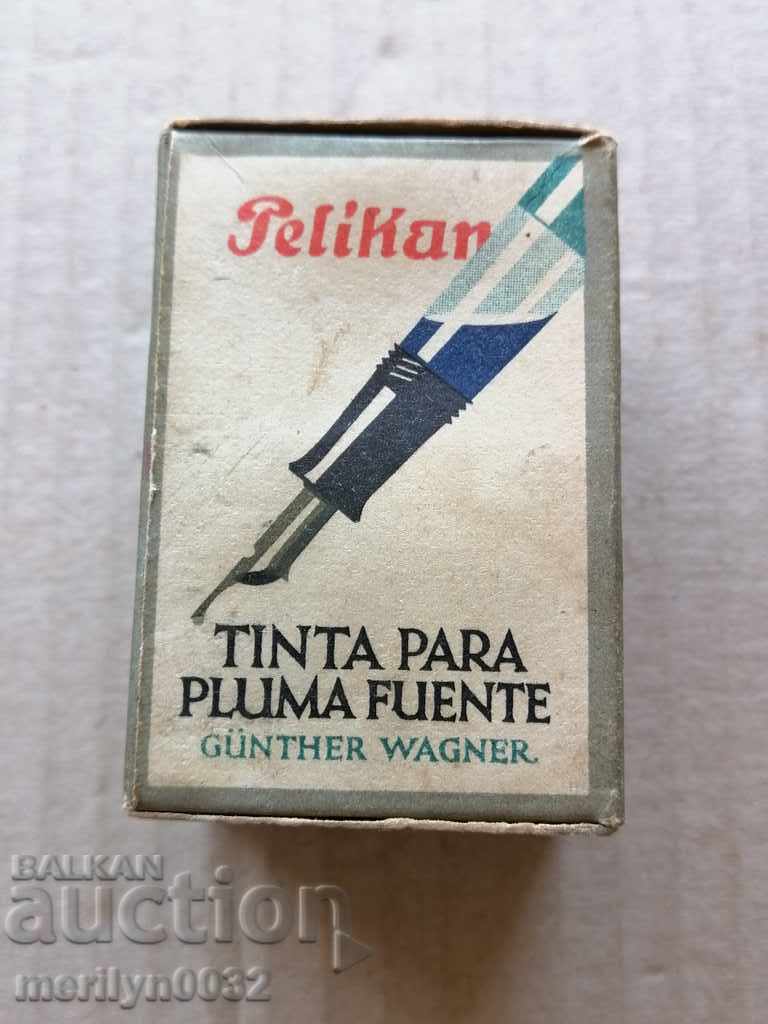 Pelikan
TINTA PARA
PLUMA FUENTE
GÜNTHER WAGNER.
BALKAN
auction
merilyn0032